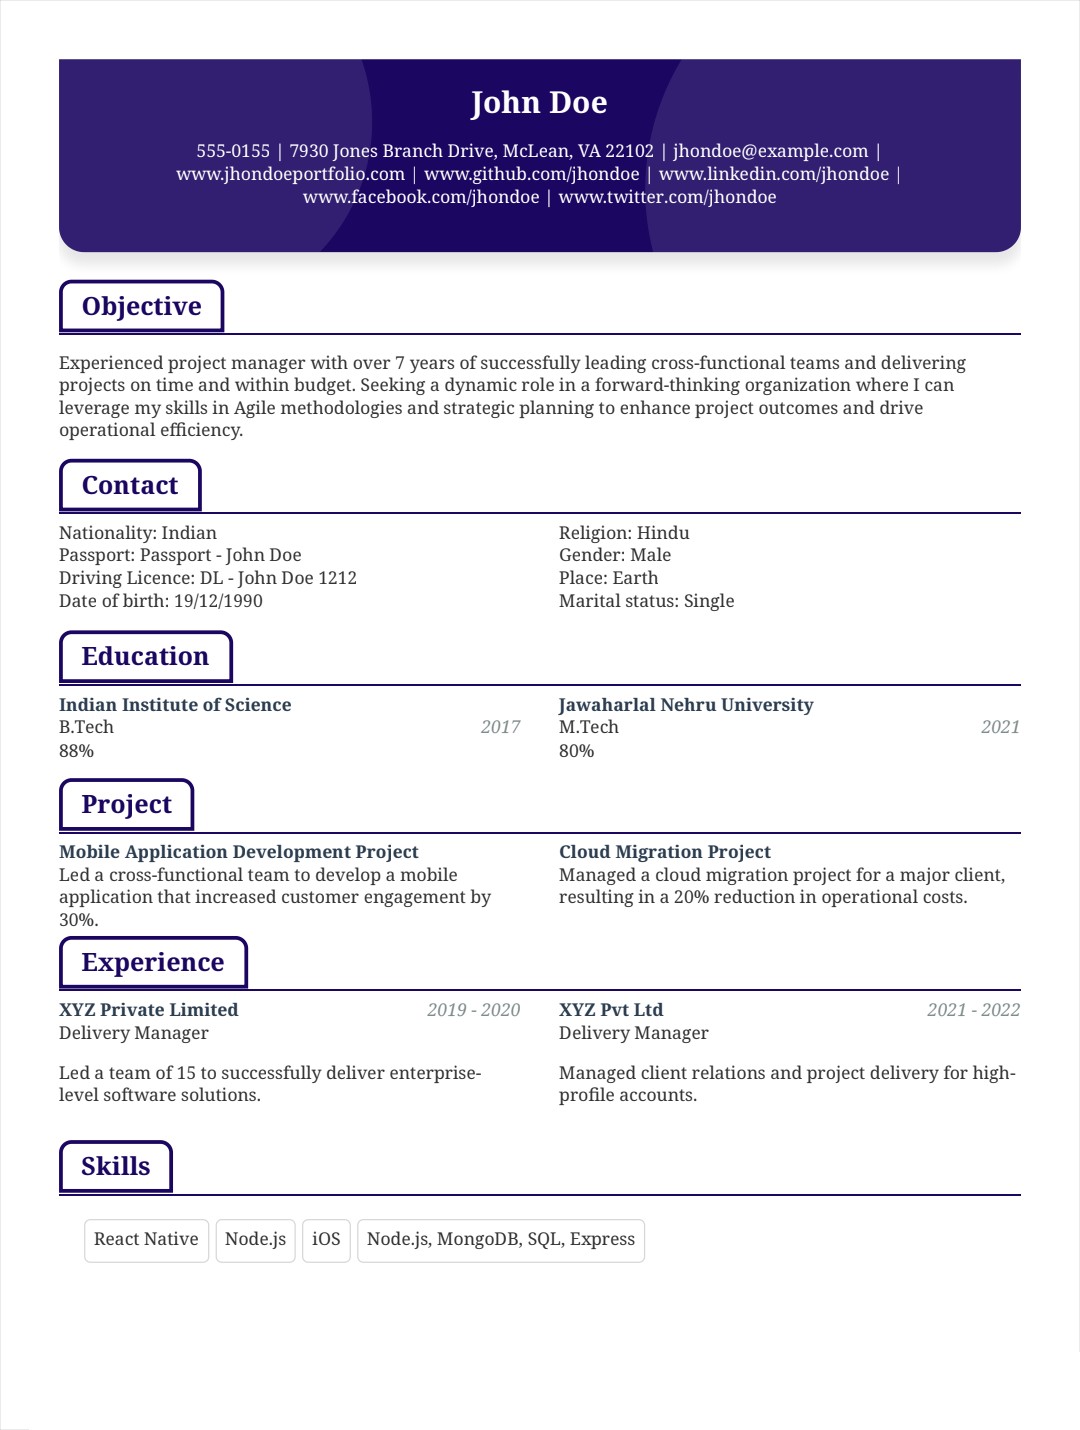 John Doe
555-0155 | 7930 Jones Branch Drive, McLean, VA 22102 | jhondoe@example.com |
www.jhondoeportfolio.com | www.github.com/jhondoe | www.linkedin.com/jhondoe |
www.facebook.com/jhondoe | www.twitter.com/jhondoe
Objective
Experienced project manager with over 7 years of successfully leading cross-functional teams and delivering
projects on time and within budget. Seeking a dynamic role in a forward-thinking organization where I can
leverage my skills in Agile methodologies and strategic planning to enhance project outcomes and drive
operational efficiency.
Contact
Nationality: Indian
Passport: Passport - John Doe
Driving Licence: DL - John Doe 1212
Date of birth: 19/12/1990
Religion: Hindu
Gender: Male
Place: Earth
Marital status: Single
Education
Indian Institute of Science
B.Tech 2017
88%
Jawaharlal Nehru University
M.Tech 2021
80%
Project
Mobile Application Development Project
Led a cross-functional team to develop a mobile
application that increased customer engagement by
30%.
Cloud Migration Project
Managed a cloud migration project for a major client,
resulting in a 20% reduction in operational costs.
Experience
XYZ Private Limited 2019 - 2020
Delivery Manager
Led a team of 15 to successfully deliver enterprise-
level software solutions.
XYZ Pvt Ltd 2021 - 2022
Delivery Manager
Managed client relations and project delivery for high-
profile accounts.
Skills
React Native Node.js iOS Node.js, MongoDB, SQL, Express